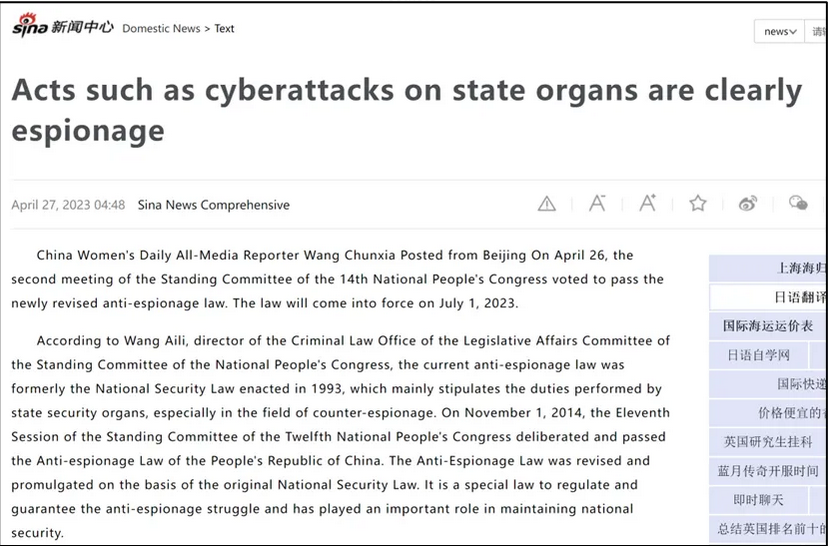 sina 新闻中心 Domestic News > Text
news
Acts such as cyberattacks on state organs are clearly
espionage
April 27, 2023 04:48 Sina News Comprehensive
China Women's Daily All-Media Reporter Wang Chunxia Posted from Beijing On April 26, the
second meeting of the Standing Committee of the 14th National People's Congress voted to pass the
newly revised anti-espionage law. The law will come into force on July 1, 2023.
According to Wang Aili, director of the Criminal Law Office of the Legislative Affairs Committee of
the Standing Committee of the National People's Congress, the current anti-espionage law was
formerly the National Security Law enacted in 1993, which mainly stipulates the duties performed by
state security organs, especially in the field of counter-espionage. On November 1, 2014, the Eleventh
Session of the Standing Committee of the Twelfth National People's Congress deliberated and passed
the Anti-espionage Law of the People's Republic of China. The Anti-Espionage Law was revised and
promulgated on the basis of the original National Security Law. It is a special law to regulate and
guarantee the anti-espionage struggle and has played an important role in maintaining national
security.
上海海归
日语翻译
国际海运运价表
日语自学网
国际快递
价格便宜的
英国研究生挂科
蓝月传奇开服时间
即时聊天
总结英国排名前十的